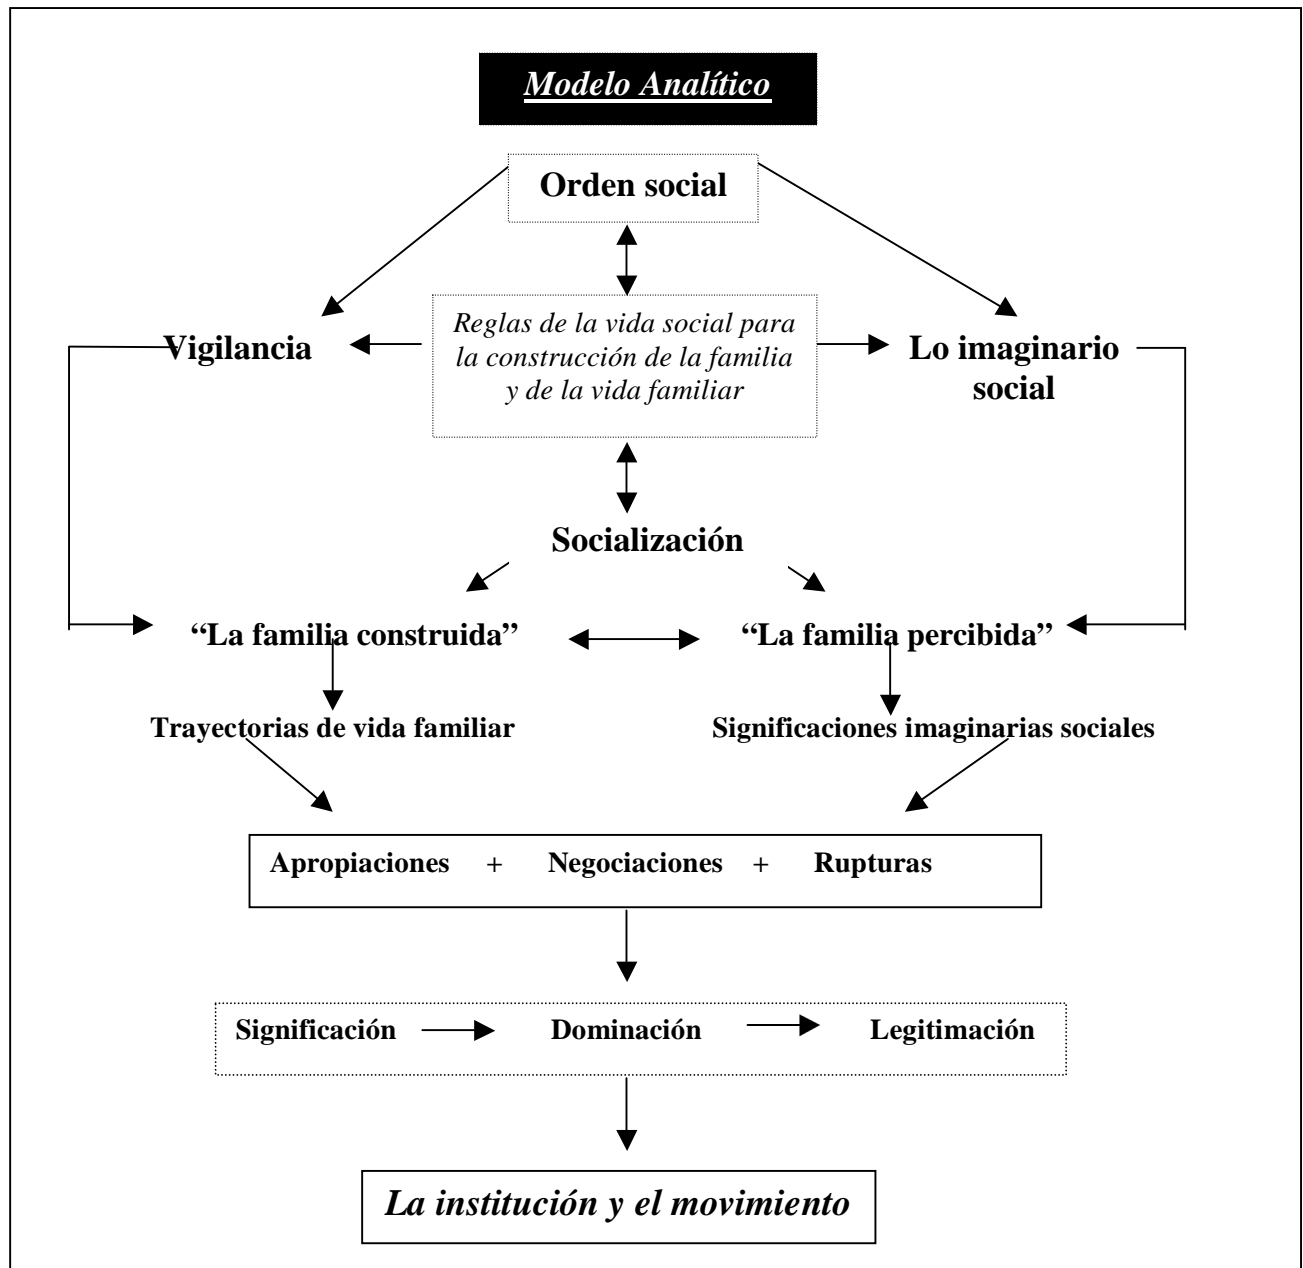 Modelo Analítico
Orden social
Reglas de la vida social para
la construcción de la familia
y de la vida familiar
Vigilancia
Lo imaginario
social
Socialización
“La familia construida”
“La familia percibida”
Trayectorias de vida familiar
Significaciones imaginarias sociales
Apropiaciones + Negociaciones + Rupturas
Significación Dominación Legitimación
La institución y el movimiento